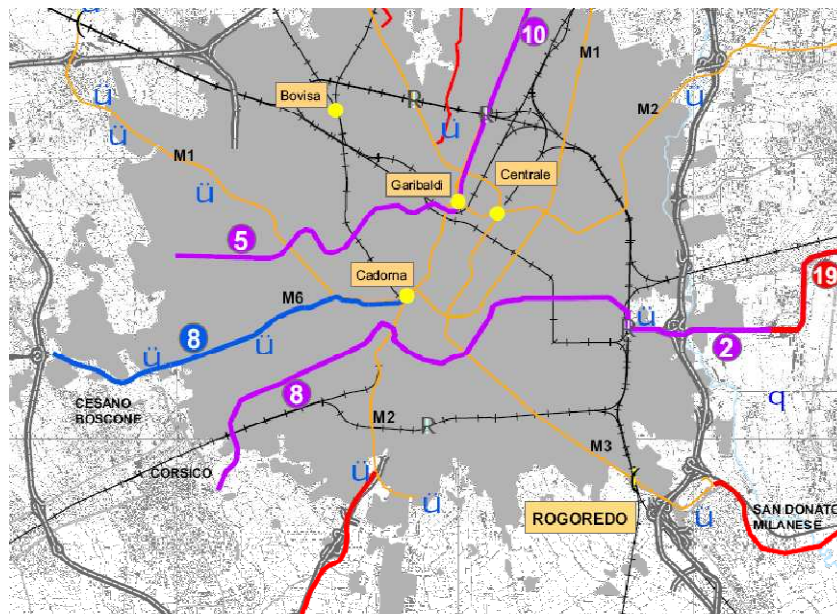 ü
10
M1
Bovisa
R
R
ü
M2
ü
ü
ü
M1
ü
Garibaldi
Centrale
5
Cadorna
M6
19
8
ü
ü
R
ü
2
CESANO
BOSCONE
8
M2
R
q
CORSICO
ü
ü
M3
ROGOREDO
ü
SAN DONATO
MILANESE